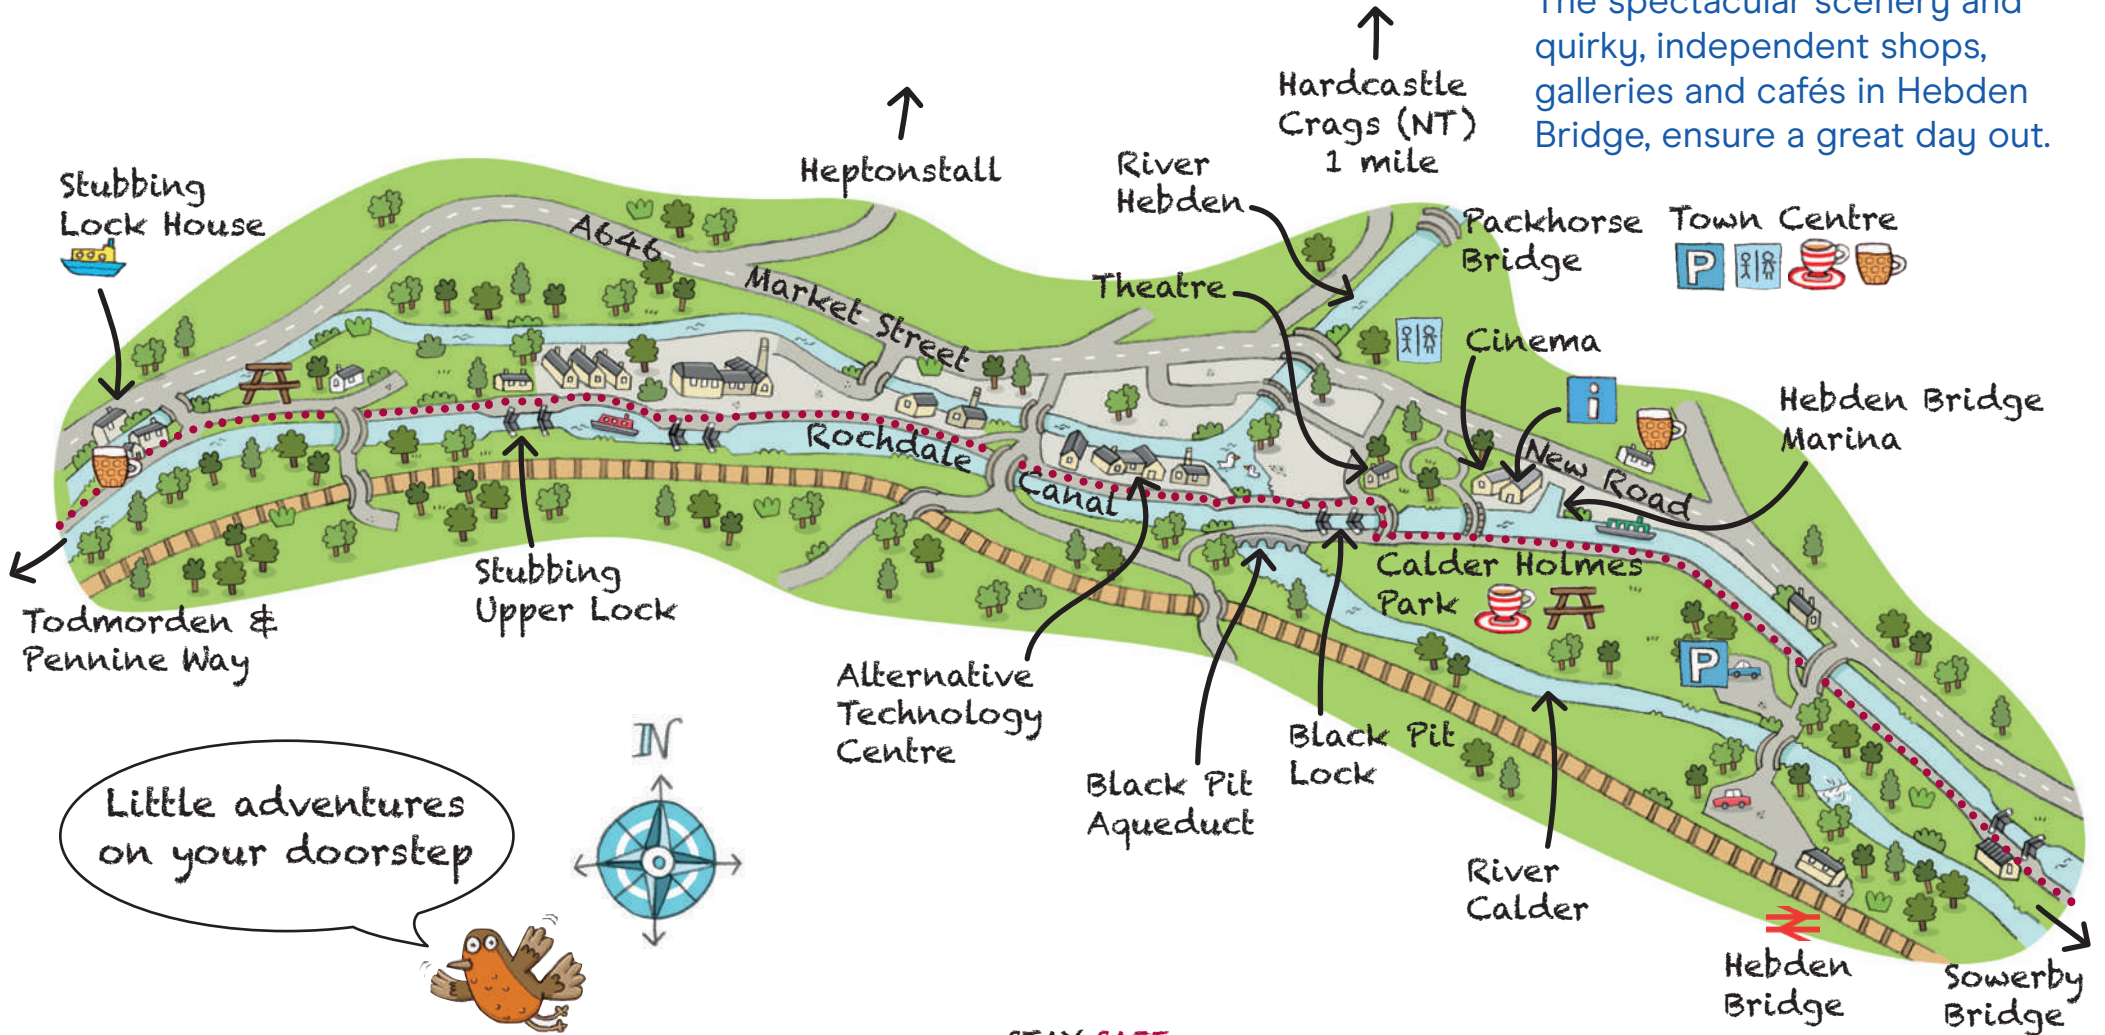 The spectacular scenery and
quirky, independent shops,
galleries and cafés in Hebden
Bridge, ensure a great day out.
Hardcastle
Crags (NT)
1 mile
Heptonstall
River
Hebden
Stubbing
Lock House
Packhorse
Bridge
Town Centre
P
A646
Market Street
Theatre
Cinema
i
Hebden Bridge
Marina
New Road
Rochdale
Canal
Calder Holmes
Park
P
Stubbing
Upper Lock
Todmorden &
Pennine Way
Alternative
Technology
Centre
Black Pit
Aqueduct
Black Pit
Lock
River
Calder
Hebden
Bridge
Sowerby
Bridge
N
Little adventures
on your doorstep
STAY SAFE